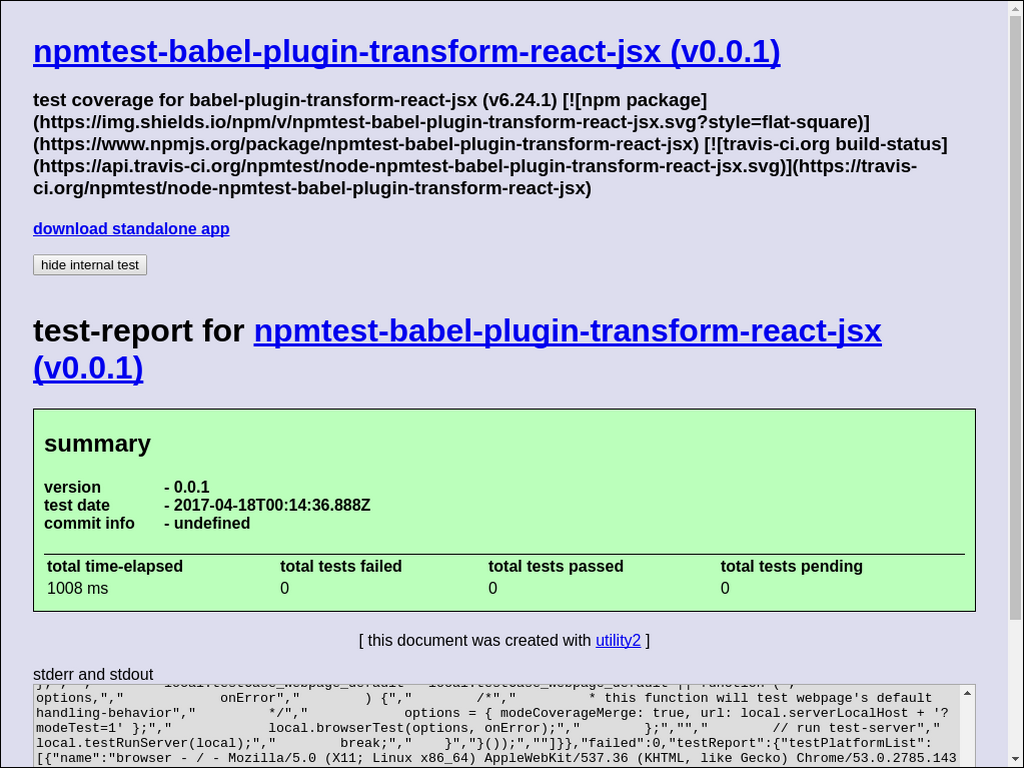 npmtest-babel-plugin-transform-react-jsx (v0.0.1)
test coverage for babel-plugin-transform-react-jsx (v6.24.1) [![npm package]
(https://img.shields.io/npm/v/npmtest-babel-plugin-transform-react-jsx.svg?style=flat-square)]
(https://www.npmjs.org/package/npmtest-babel-plugin-transform-react-jsx) [![travis-ci.org build-status]
(https://api.travis-ci.org/npmtest/node-npmtest-babel-plugin-transform-react-jsx.svg)](https://travis-
ci.org/npmtest/node-npmtest-babel-plugin-transform-react-jsx)
download standalone app
hide internal test
test-report for npmtest-babel-plugin-transform-react-jsx
(v0.0.1)
summary
version - 0.0.1
test date - 2017-04-18T00:14:36.888Z
commit info - undefined
total time-elapsed total tests failed total tests passed total tests pending
1008 ms 0 0 0
[ this document was created with utility2 ]
stderr and stdout
options,"," onError"," ) {"," /*"," * this function will test webpage's default
handling-behavior"," */"," options = { modeCoverageMerge: true, url: local.serverLocalHost + '?
modeTest=1' };"," local.browserTest(options, onError);"," };","",""," // run test-server","
local.testRunServer(local);"," break;"," }","}());",""]}},"failed":0,"testReport":{"testPlatformList":
[{"name":"browser - / - Mozilla/5.0 (X11; Linux x86_64) AppleWebKit/537.36 (KHTML, like Gecko) Chrome/53.0.2785.143